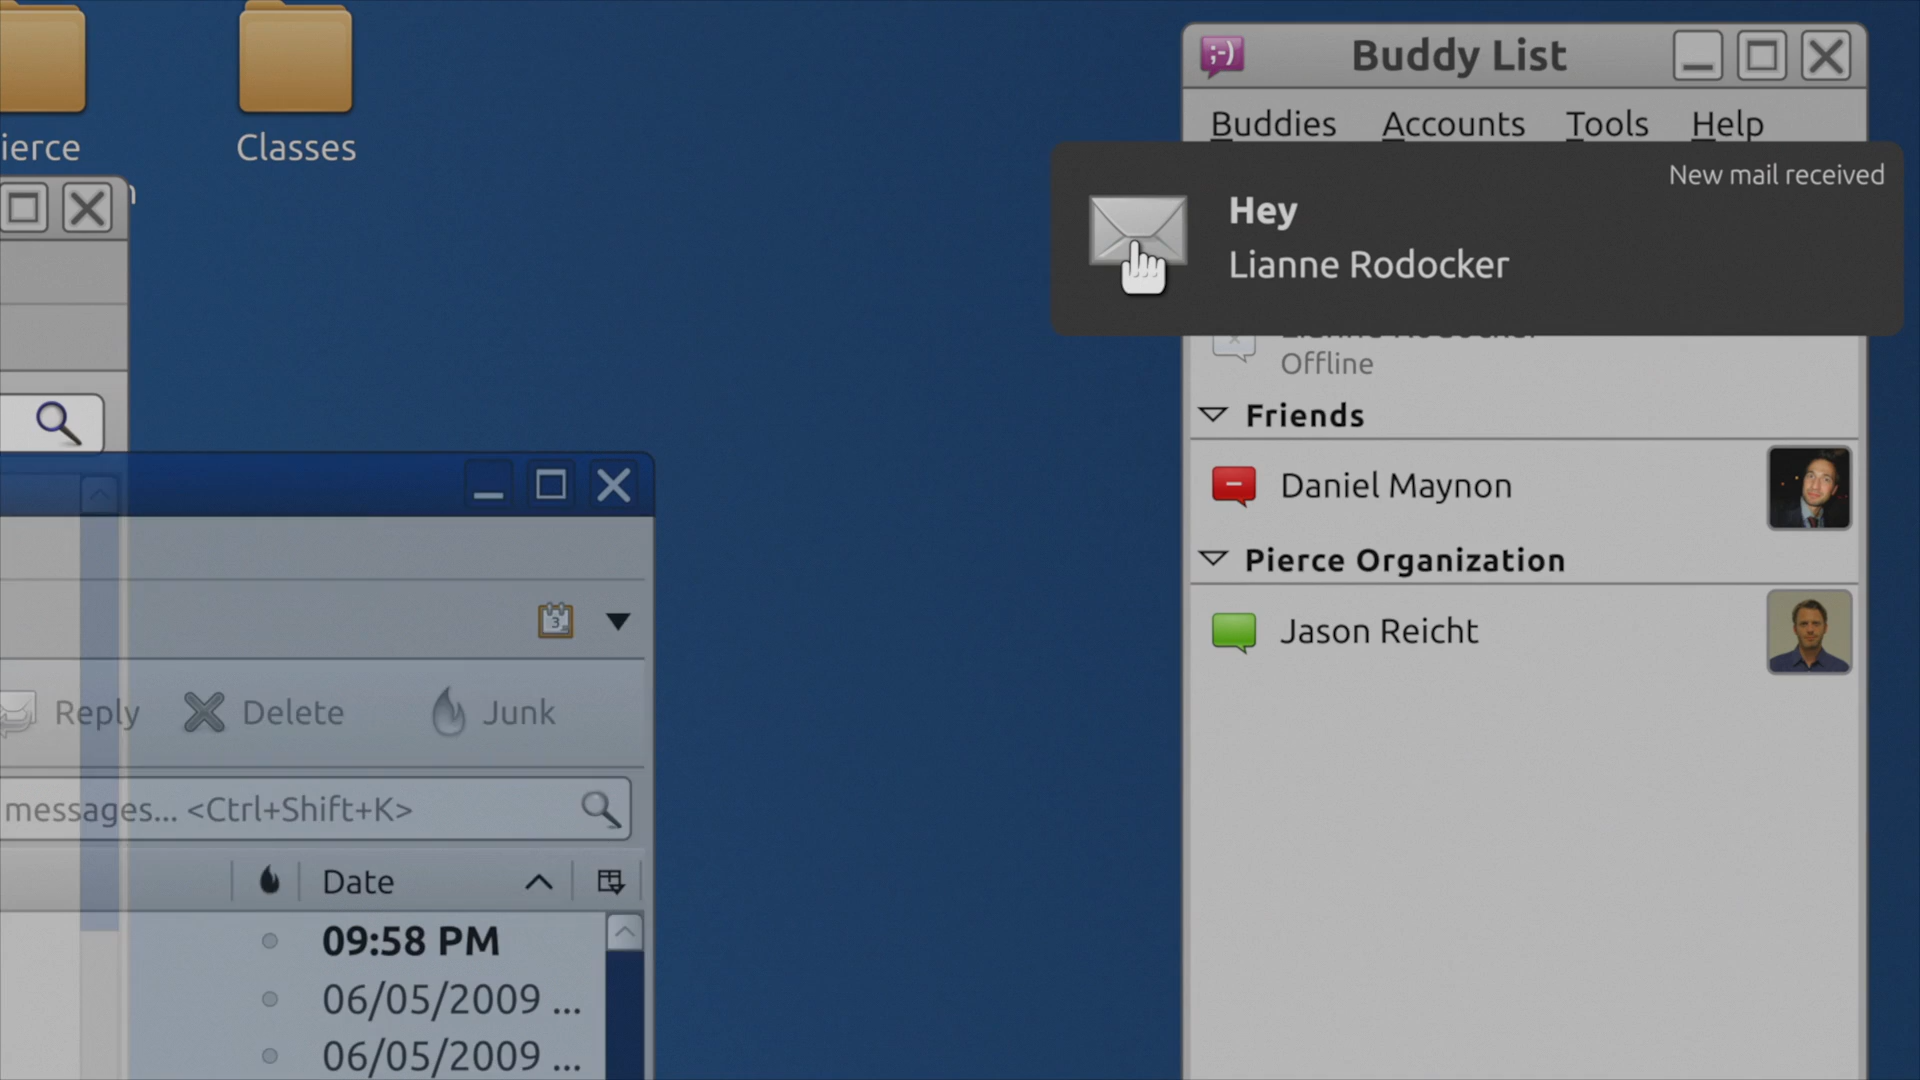 ierce
Classes
;-)
Buddy List
Buddies Accounts Tools Help
New mail received
Hey
Lianne Rodocker
Offline
Friends
Daniel Maynon
Pierce Organization
Jason Reicht
3
Reply Delete Junk
messages... <Ctrl+Shift+K>
Date
09:58 PM
06/05/2009 ...
06/05/2009 ...